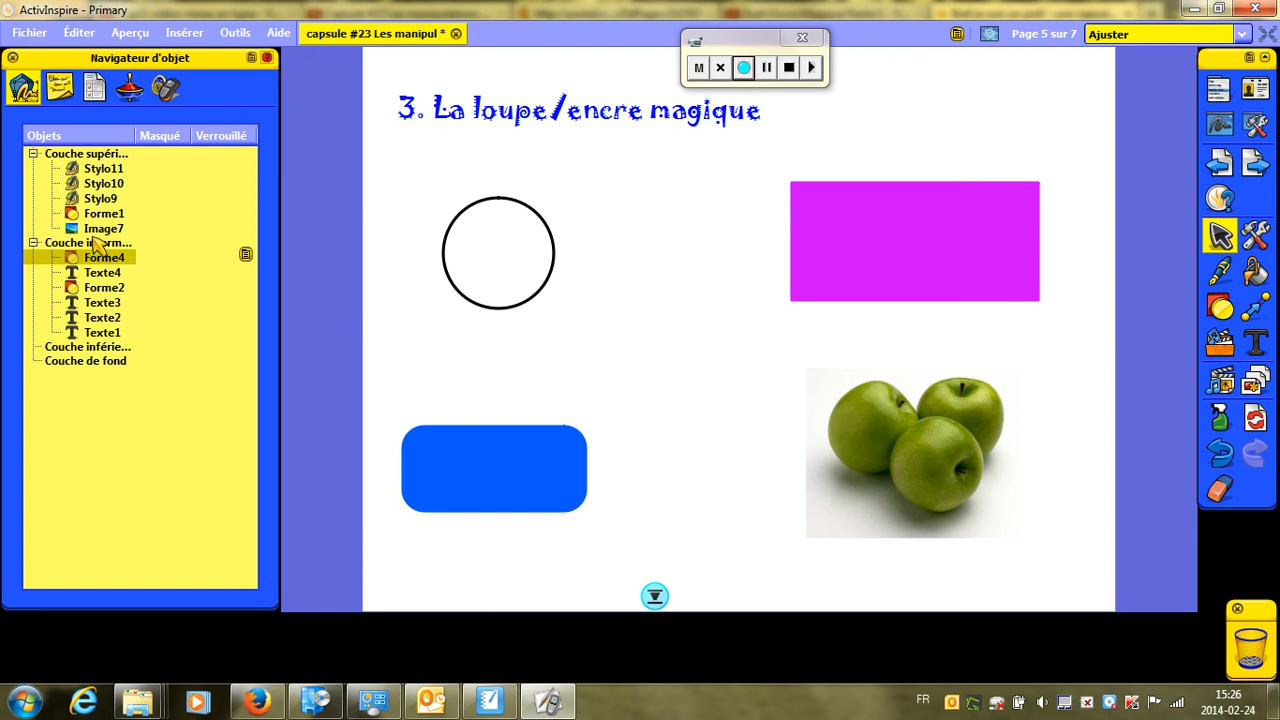 ActivInspire - Primary
Fichier Éditer Aperçu Insérer Outils Aide
capsule #23 Les manipul *
Page 5 sur 7
Ajuster
Navigateur d'objet
Objets Masqué Verrouillé
Couche supéri...
Stylo11
Stylo10
Stylo9
Forme1
Image7
Forme4
Texte4
Forme2
Texte3
Texte2
Texte1
Couche inférie...
Couche de fond
M
3. La loupe/encre magique
FR
15:26
2014-02-24